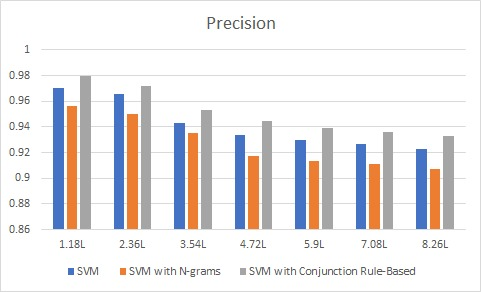 Precision
1
0.98
0.96
0.94
0.92
0.9
0.88
0.86
1.18L 2.36L 3.54L 4.72L 5.9L 7.08L 8.26L
SVM SVM with N-grams SVM with Conjunction Rule-Based